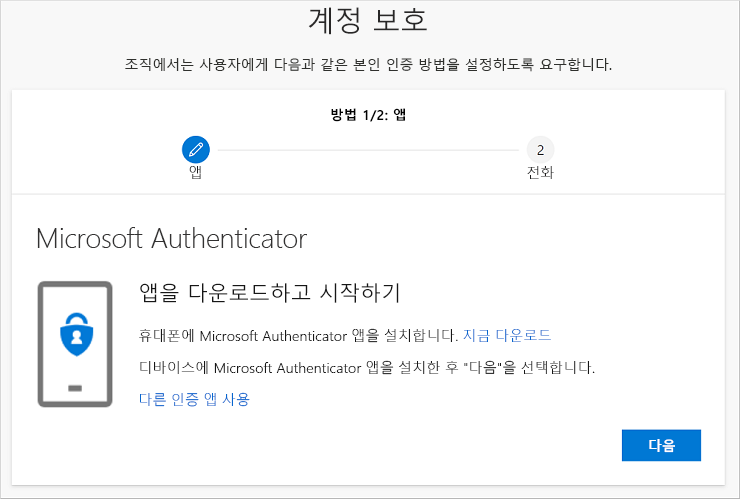 계정 보호
조직에서는 사용자에게 다음과 같은 본인 인증 방법을 설정하도록 요구합니다.
방법 1/2: 앱
2
앱
전화
Microsoft Authenticator
앱을 다운로드하고 시작하기
휴대폰에 Microsoft Authenticator 앱을 설치합니다. 지금 다운로드
디바이스에 Microsoft Authenticator 앱을 설치한 후 "다음"을 선택합니다.
다른 인증 앱 사용
다음